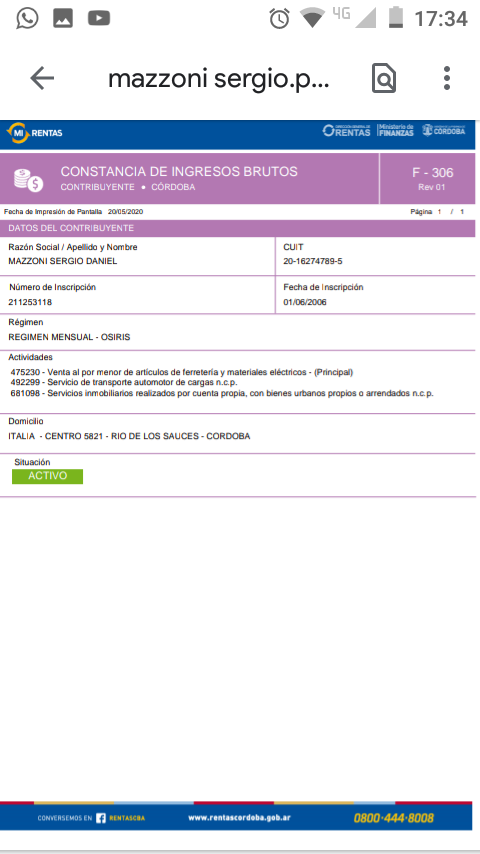 4G
17:34
mazzoni sergio.p...
MI RENTAS
DIRECCIÓN GENERAL DE RENTAS
Ministerio de FINANZAS
CÓRDOBA
CONSTANCIA DE INGRESOS BRUTOS
CONTRIBUYENTE ● CÓRDOBA
F - 306
Rev 01
Fecha de Impresión de Pantalla 20/05/2020
Página 1 / 1
DATOS DEL CONTRIBUYENTE
Razón Social / Apellido y Nombre
MAZZONI SERGIO DANIEL
CUIT
20-16274789-5
Número de Inscripción
211253118
Fecha de Inscripción
01/06/2006
Régimen
REGIMEN MENSUAL - OSIRIS
Actividades
475230 - Venta al por menor de artículos de ferretería y materiales eléctricos - (Principal)
492299 - Servicio de transporte automotor de cargas n.c.p.
681098 - Servicios inmobiliarios realizados por cuenta propia, con bienes urbanos propios o arrendados n.c.p.
Domicilio
ITALIA - CENTRO 5821 - RIO DE LOS SAUCES - CORDOBA
Situación
ACTIVO
CONVERSEMOS EN f RENTASCBA
www.rentascordoba.gob.ar
0800-444-8008